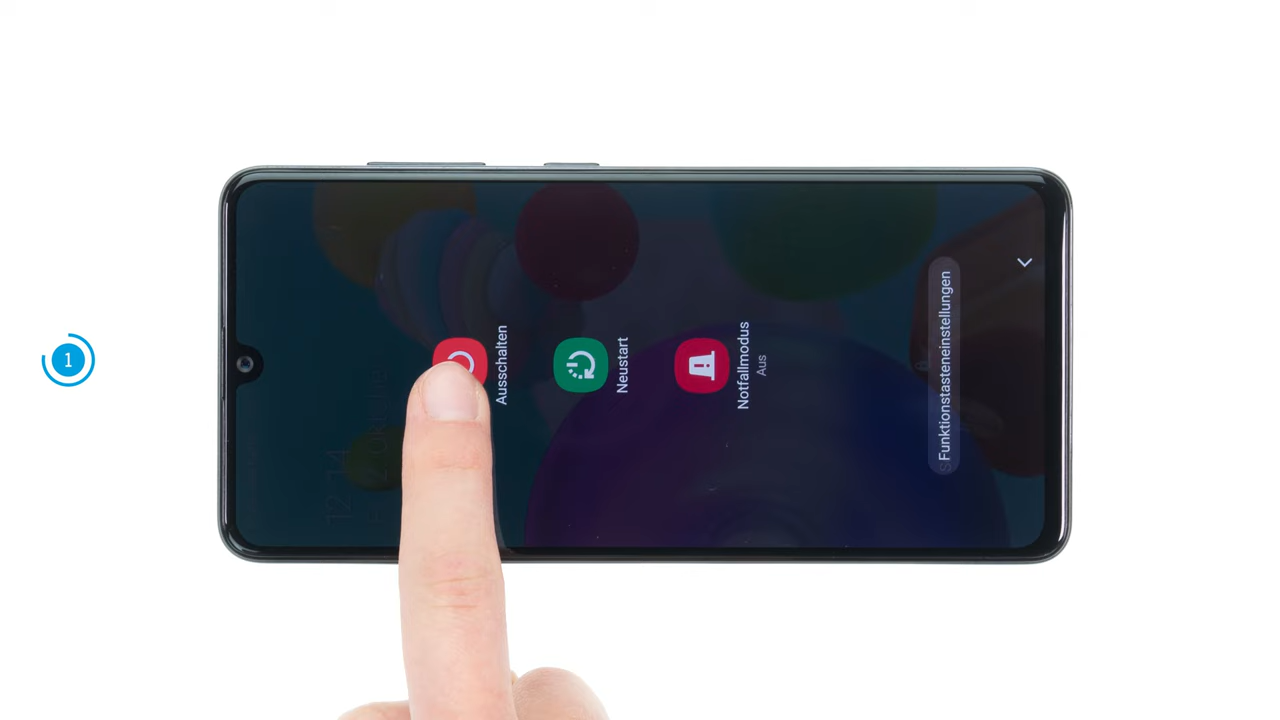 1
Ausschalten
Neustart
Notfallmodus
Aus
Funktionstasteneinstellungen